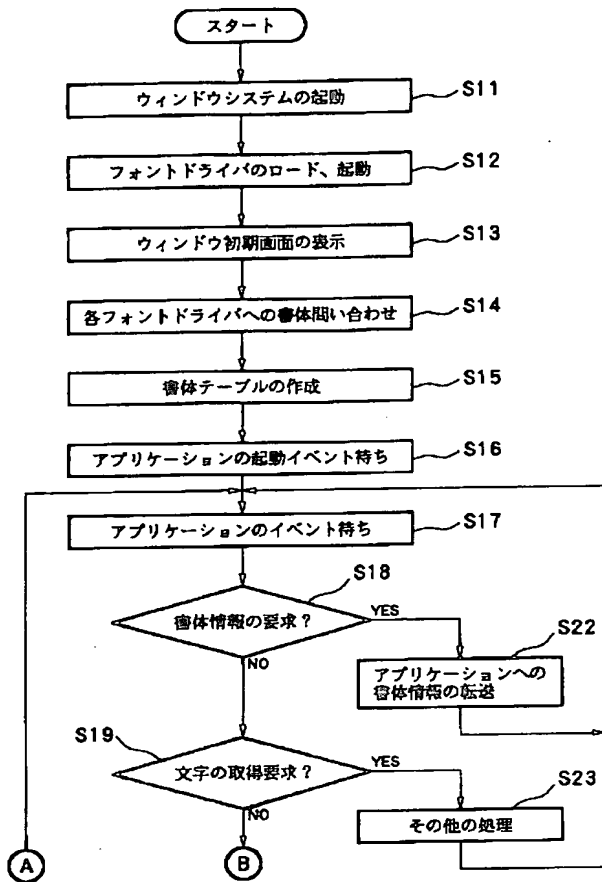 スタート
ウィンドウシステムの起動
S11
フォントドライバのロード、起動
S12
ウィンドウ初期画面の表示
S13
各フォントドライバへの書体問い合わせ
S14
書体テーブルの作成
S15
アプリケーションの起動イベント待ち
S16
アプリケーションのイベント待ち
S17
S18
書体情報の要求？
YES
NO
S22
アプリケーションへの
書体情報の転送
S19
文字の取得要求？
YES
NO
S23
その他の処理
A
B